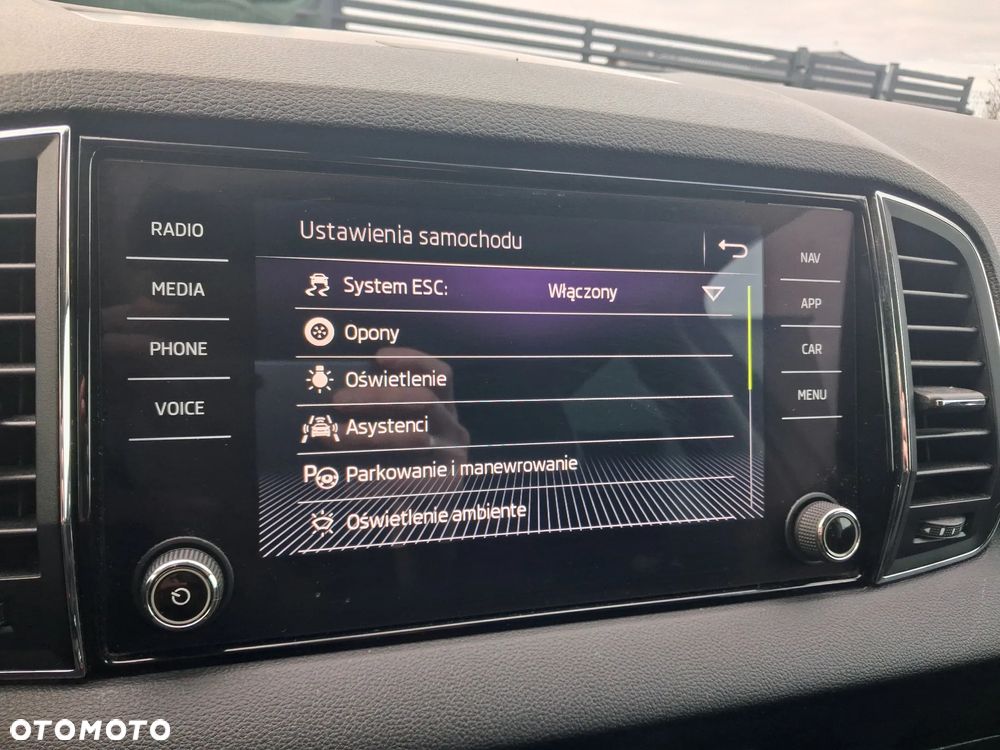 RADIO
MEDIA
PHONE
VOICE
Ustawienia samochodu
System ESC: Włączony
Opony
Oświetlenie
Asystenci
P Parkowanie i manewrowanie
Oświetlenie ambiente
NAV
APP
CAR
MENU
OTOMOTO